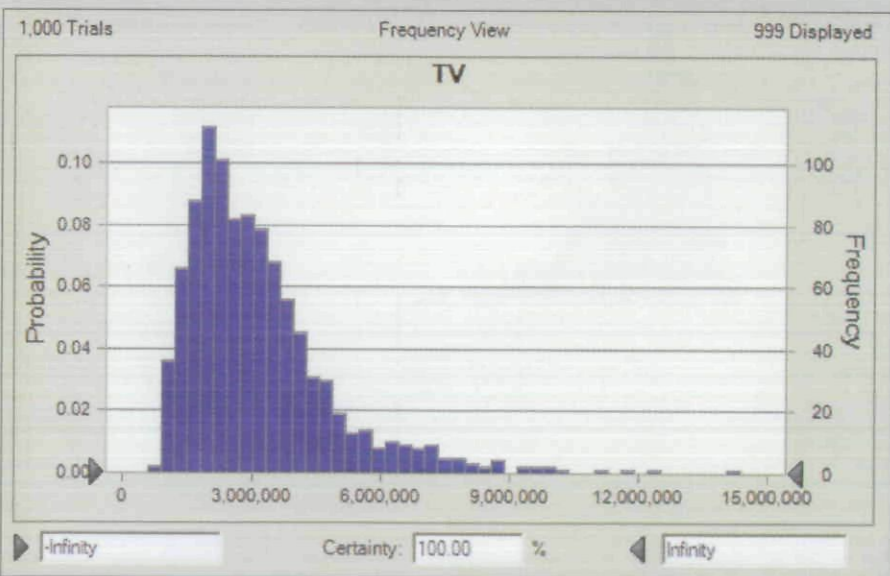 1,000 Trials Frequency View 999 Displayed
TV
Probability
0.10
0.08
0.06
0.04
0.02
0.00
100
80
60
40
20
0
Frequency
0 3,000,000 6,000,000 9,000,000 12,000,000 15,000,000
-Infinity Certainty: 100.00 % Infinity